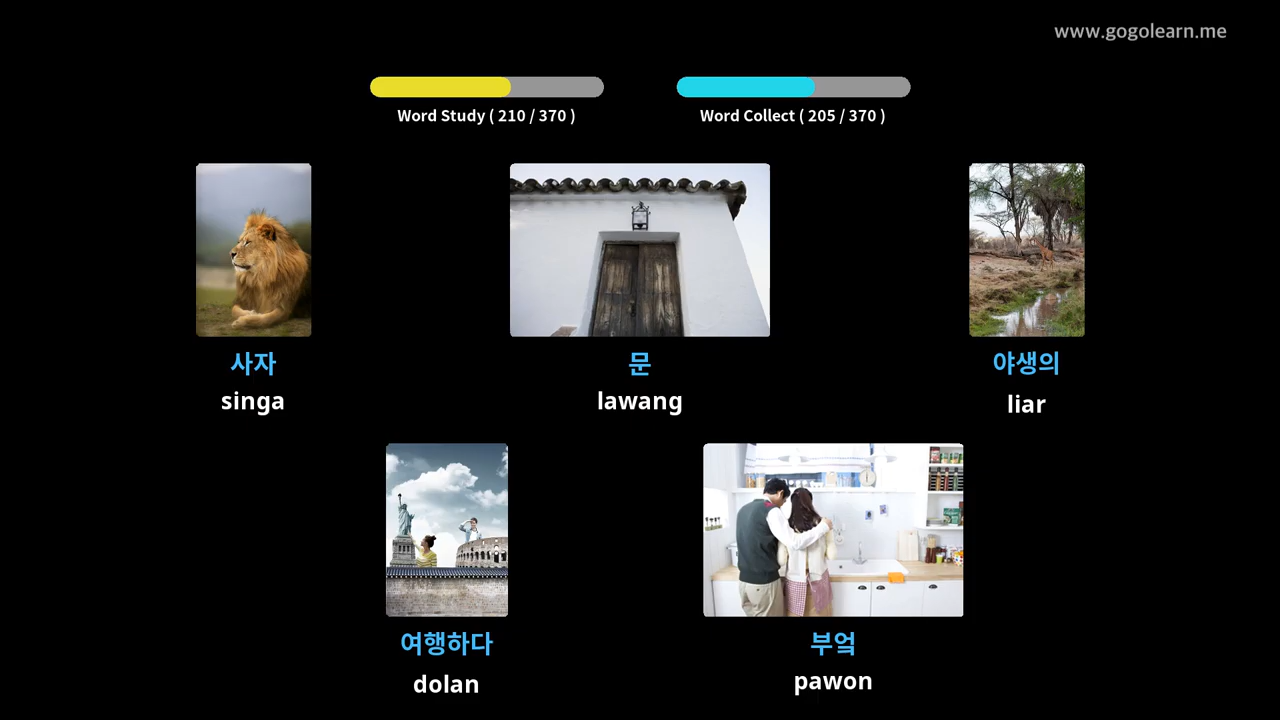 www.gogolearn.me
Word Study ( 210 / 370 )
Word Collect ( 205 / 370 )
사자
singa
문
lawang
야생의
liar
여행하다
dolan
부엌
pawon